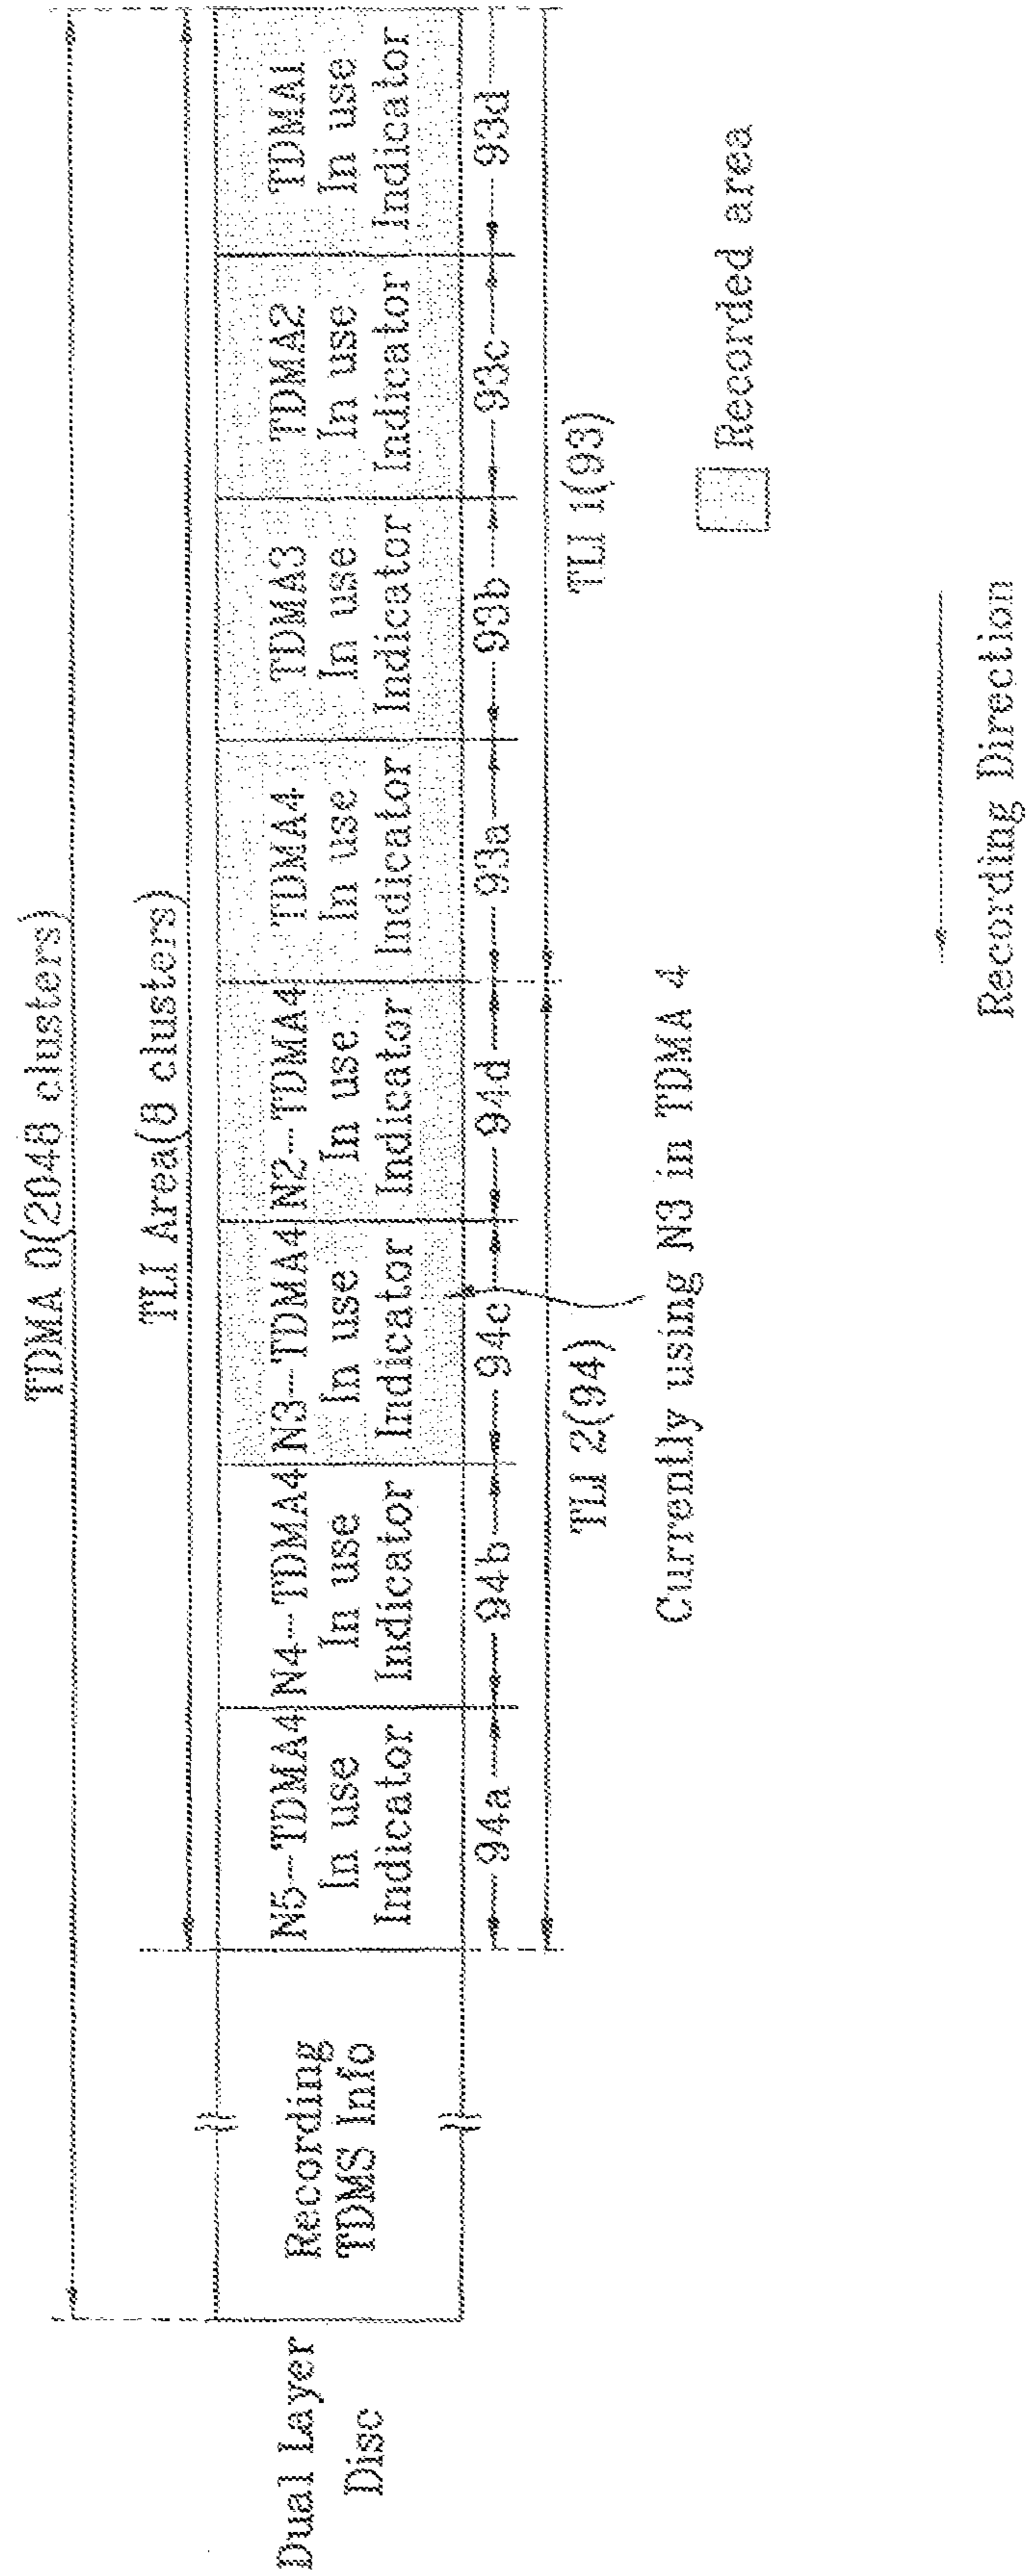 TDMA 0(2048 clusters)
TLI Area(8 clusters)
Dual Layer
Disc
Recording
TDMS Info
N5-TDMA4
In use
Indicator
N4-TDMA4
In use
Indicator
N3-TDMA4
In use
Indicator
N2-TDMA4
In use
Indicator
TDMA4
In use
Indicator
TDMA3
In use
Indicator
TDMA2
In use
Indicator
TDMA1
In use
Indicator
94a
94b
94c
94d
93a
93b
93c
93d
TLI 2(94)
TLI 1(93)
Currently using N3 in TDMA 4
Recorded area
Recording Direction